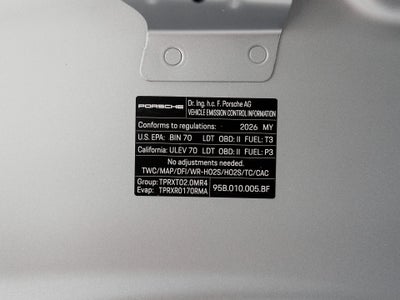 PORSCHE
Dr. Ing. h.c. F. Porsche AG
VEHICLE EMISSION CONTROL INFORMATION
Conforms to regulations: 2026 MY
U.S. EPA: BIN 70 LDT OBD: II FUEL: T3
California: ULEV 70 LDT OBD: II FUEL: P3
No adjustments needed.
TWC/MAP/DFI/WR-HO2S/HO2S/TC/CAC
Group: TPRXT02.0MR4
Evap: TPRXR0170RMA
95B.010.005.BF